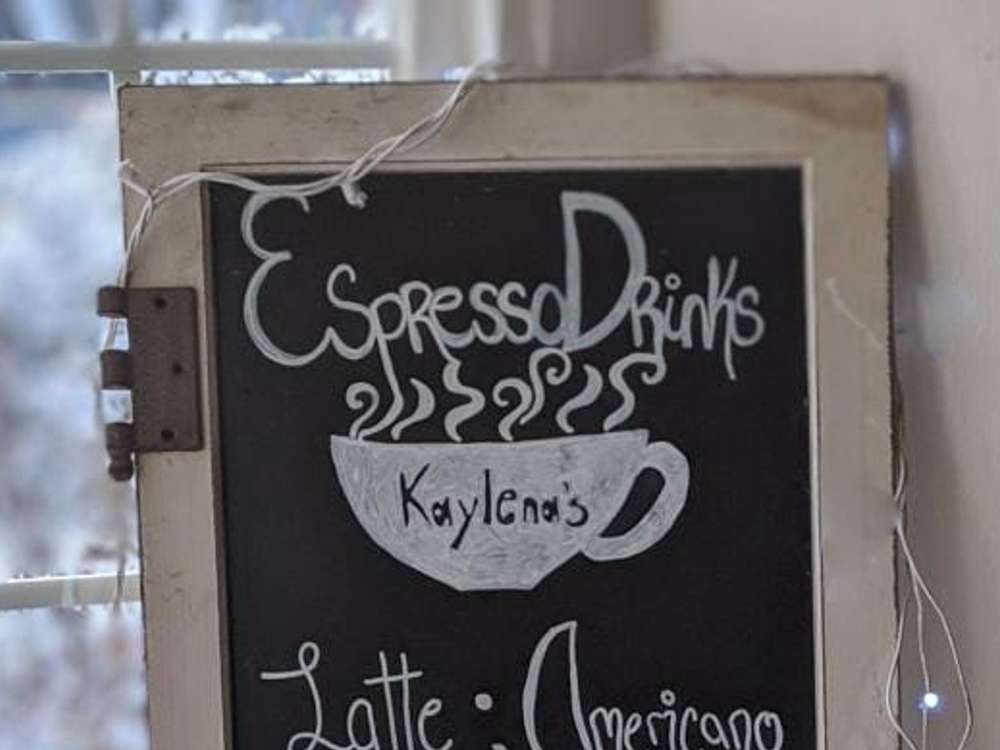 Espresso Drinks
Kaylena's
Latte : Americano